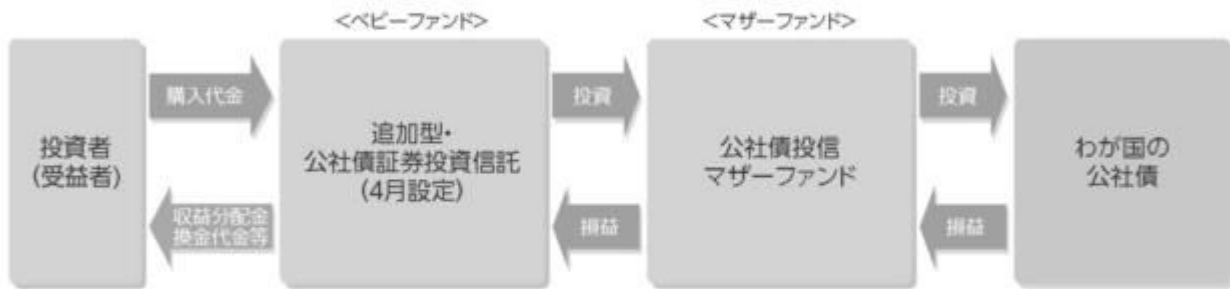 <ベビーファンド>
<マザーファンド>
投資者
(受益者)
購入代金
収益分配金
換金代金等
追加型・
公社債証券投資信託
(4月設定)
投資
損益
公社債投信
マザーファンド
投資
損益
わが国の
公社債